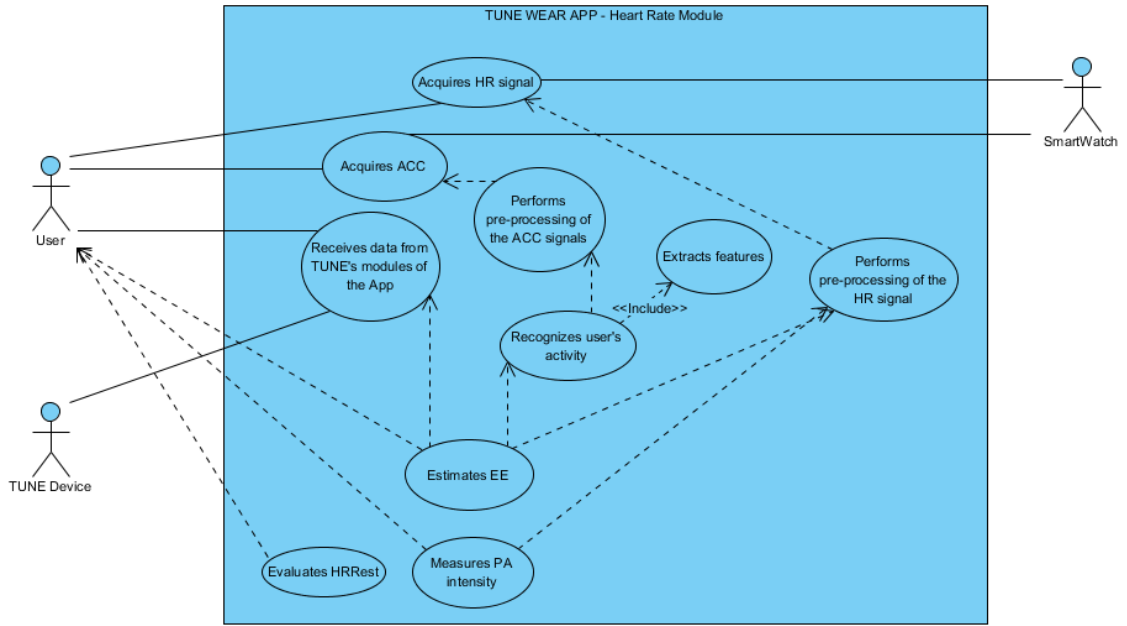 TUNE WEAR APP - Heart Rate Module
Acquires HR signal
SmartWatch
Acquires ACC
User
Performs
pre-processing of
the ACC signals
Receives data from
TUNE's modules of
the App
Extracts features
Performs
pre-processing of the
HR signal
<<Include>>
Recognizes user's
activity
TUNE Device
Estimates EE
Evaluates HRRest
Measures PA
intensity